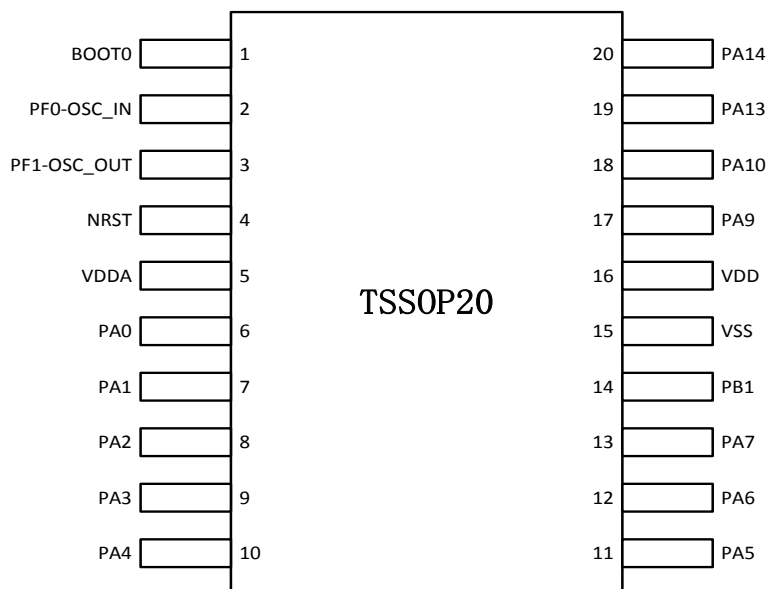 BOOT0 1 20 PA14
PF0-OSC_IN 2 19 PA13
PF1-OSC_OUT 3 18 PA10
NRST 4 17 PA9
VDDA 5 16 VDD
TSSOP20
PA0 6 15 VSS
PA1 7 14 PB1
PA2 8 13 PA7
PA3 9 12 PA6
PA4 10 11 PA5